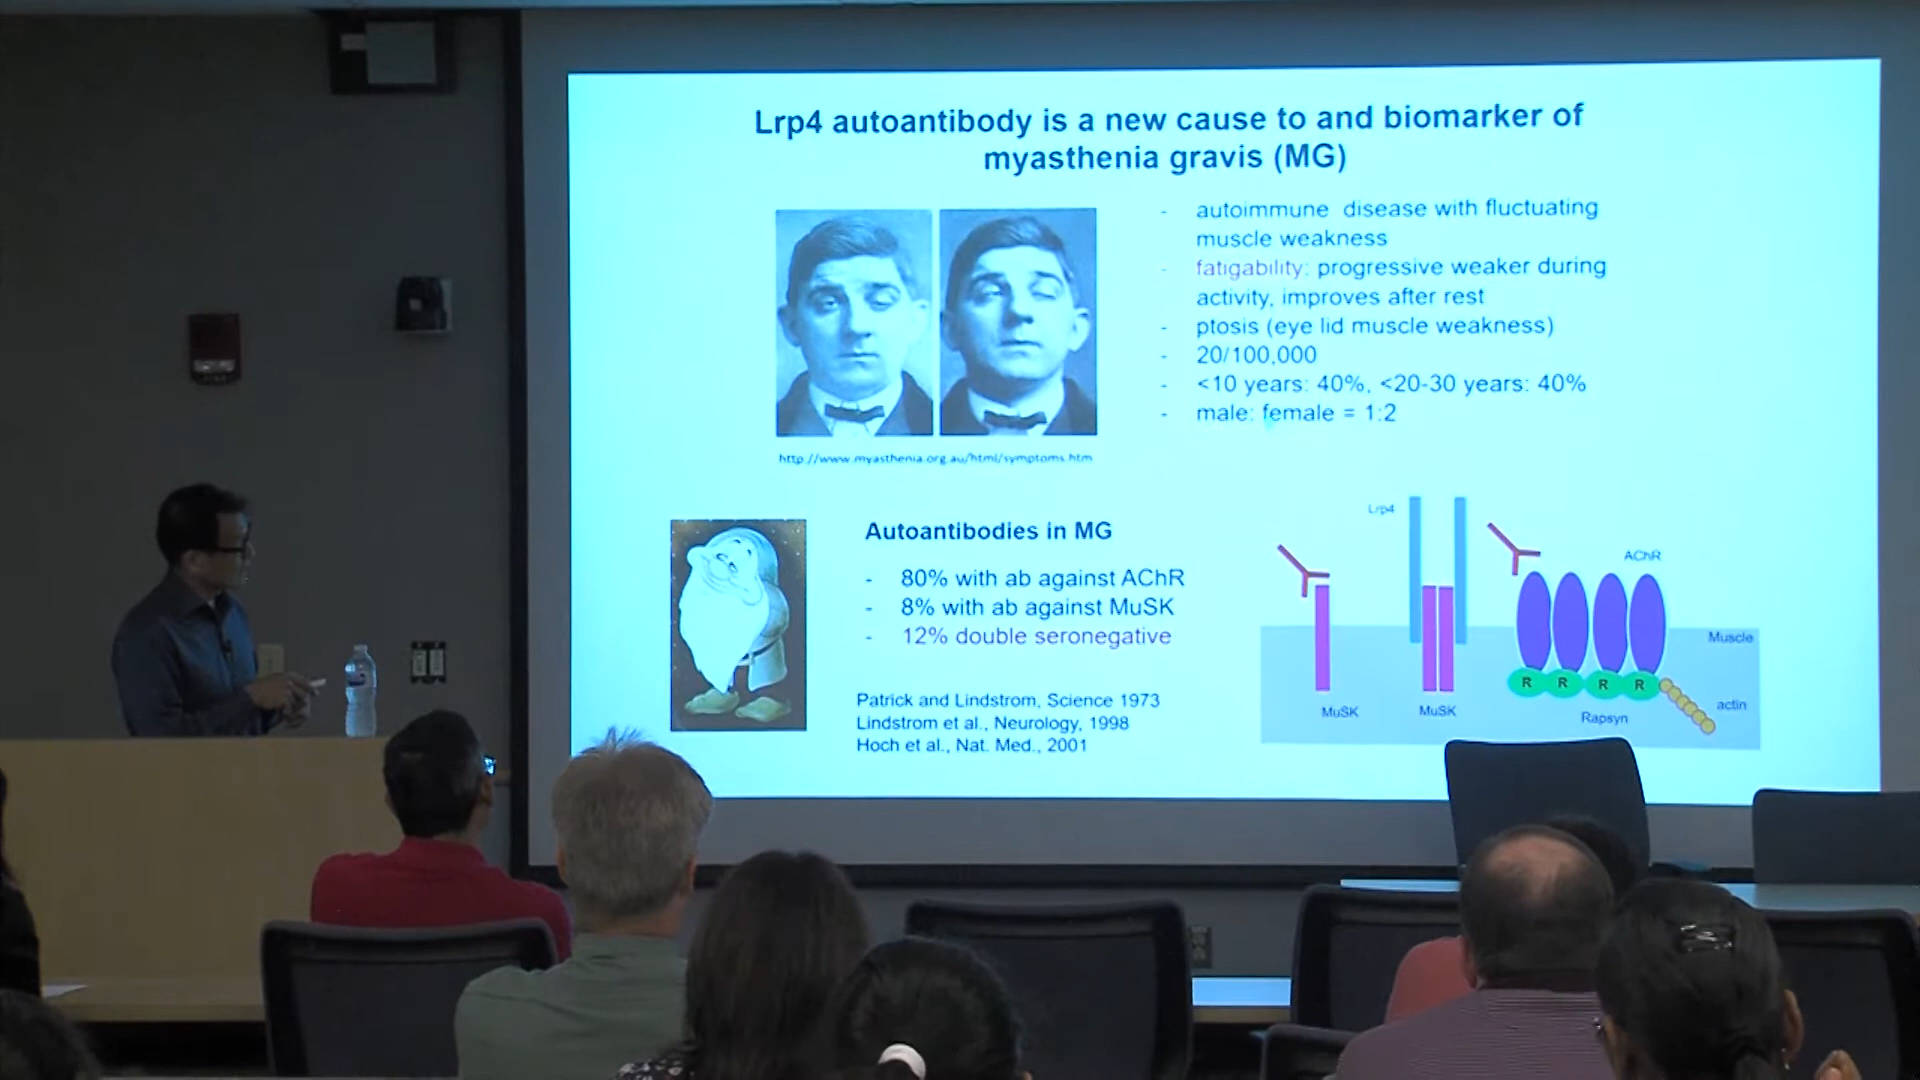 Lrp4 autoantibody is a new cause to and biomarker of
myasthenia gravis (MG)
- autoimmune disease with fluctuating
muscle weakness
- fatigability: progressive weaker during
activity, improves after rest
- ptosis (eye lid muscle weakness)
- 20/100,000
- <10 years: 40%, <20-30 years: 40%
- male: female = 1:2
http://www.myasthenia.org.au/html/symptoms.htm
Autoantibodies in MG
- 80% with ab against AChR
- 8% with ab against MuSK
- 12% double seronegative
Patrick and Lindstrom, Science 1973
Lindstrom et al., Neurology, 1998
Hoch et al., Nat. Med., 2001
Lrp4
AChR
Muscle
R R R R
MuSK
MuSK
Rapsyn
actin